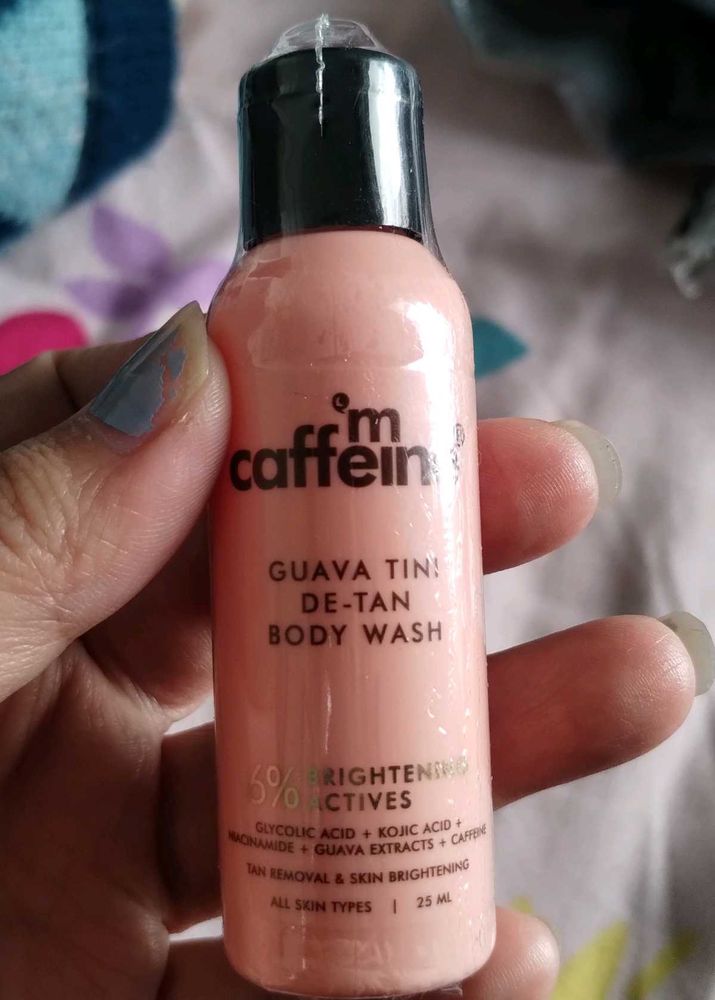 'm
caffeine®
GUAVA TINI
DE-TAN
BODY WASH
6% BRIGHTENING
ACTIVES
GLYCOLIC ACID + KOJIC ACID +
NIACINAMIDE + GUAVA EXTRACTS + CAFFEINE
TAN REMOVAL & SKIN BRIGHTENING
ALL SKIN TYPES | 25 ML